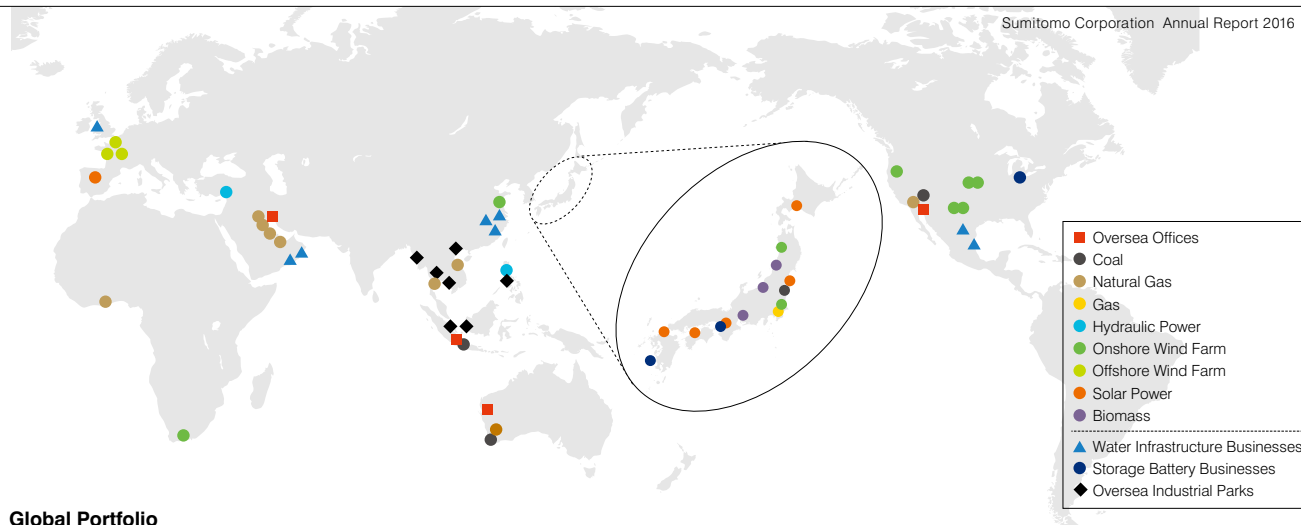 Sumitomo Corporation Annual Report 2016
Oversea Offices
Coal
Natural Gas
Gas
Hydraulic Power
Onshore Wind Farm
Offshore Wind Farm
Solar Power
Biomass
Water Infrastructure Businesses
Storage Battery Businesses
Oversea Industrial Parks
Global Portfolio